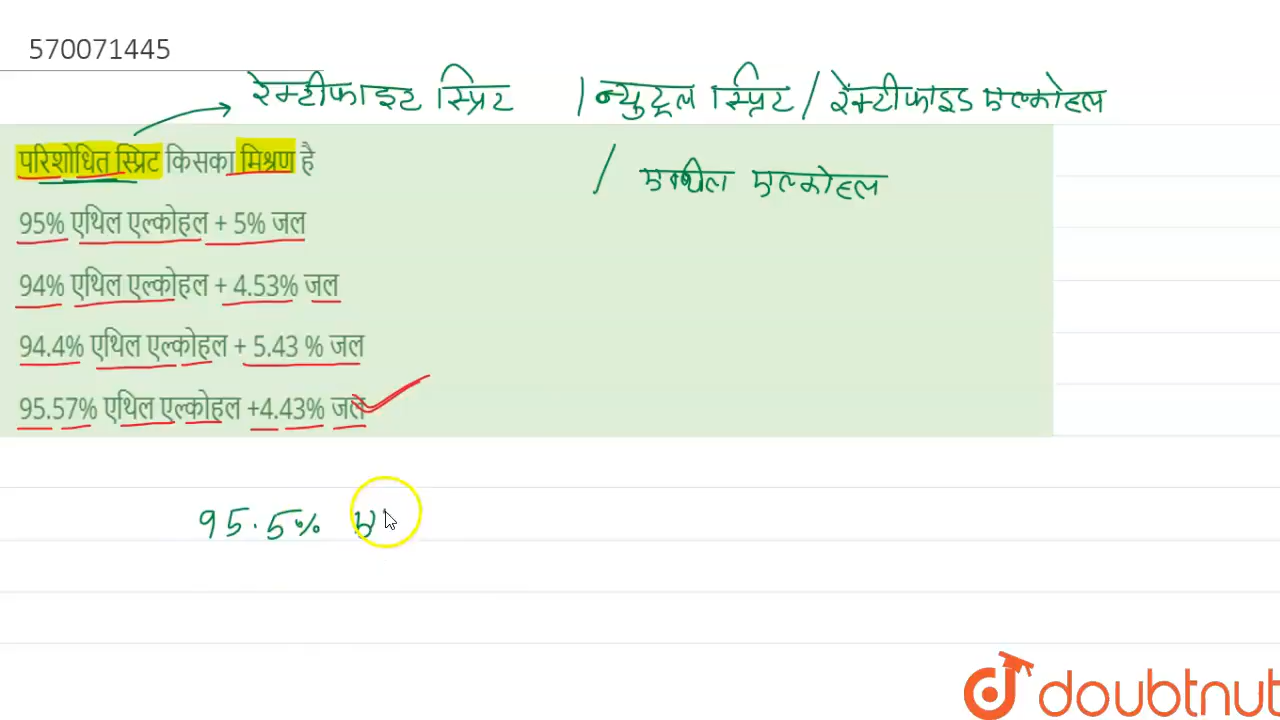 570071445
रेक्टीफाइट स्प्रिट / न्युट्रल स्प्रिट / रेक्टीफाइड एल्कोहल
परिशोधित स्प्रिट किसका मिश्रण है
/ एथील एल्कोहल
95% एथिल एल्कोहल + 5% जल
94% एथिल एल्कोहल + 4.53% जल
94.4% एथिल एल्कोहल + 5.43 % जल
95.57% एथिल एल्कोहल +4.43% जल
95.5% ए
doubtnut